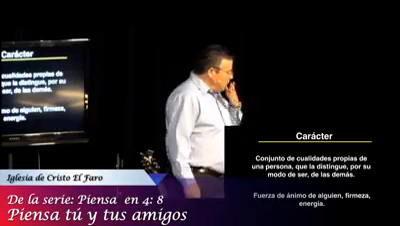 Carácter
cualidades propias de
que la distingue, por su
ser, de las demás.
de alguien, firmeza,
energía.
Carácter
Conjunto de cualidades propias de
una persona, que la distingue, por su
modo de ser, de las demás.
Fuerza de ánimo de alguien, firmeza,
energía.
Iglesia de Cristo El Faro
De la serie: Piensa en 4: 8
Piensa tú y tus amigos